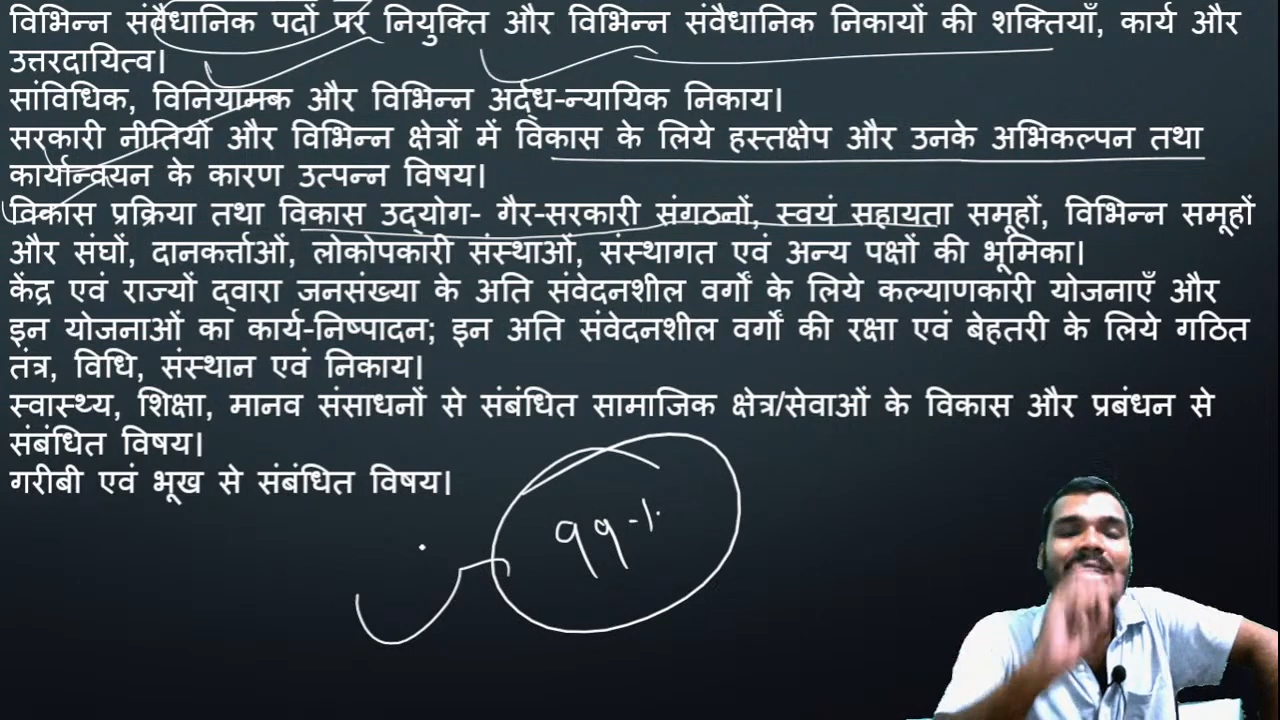 विभिन्न संवैधानिक पदों पर नियुक्ति और विभिन्न संवैधानिक निकायों की शक्तियाँ, कार्य और
उत्तरदायित्व।
सांविधिक, विनियामक और विभिन्न अर्द्ध-न्यायिक निकाय।
सरकारी नीतियों और विभिन्न क्षेत्रों में विकास के लिये हस्तक्षेप और उनके अभिकल्पन तथा
कार्यान्वयन के कारण उत्पन्न विषय।
विकास प्रक्रिया तथा विकास उद्योग- गैर-सरकारी संगठनों, स्वयं सहायता समूहों, विभिन्न समूहों
और संघों, दानकर्त्ताओं, लोकोपकारी संस्थाओं, संस्थागत एवं अन्य पक्षों की भूमिका।
केंद्र एवं राज्यों द्वारा जनसंख्या के अति संवेदनशील वर्गों के लिये कल्याणकारी योजनाएँ और
इन योजनाओं का कार्य-निष्पादन; इन अति संवेदनशील वर्गों की रक्षा एवं बेहतरी के लिये गठित
तंत्र, विधि, संस्थान एवं निकाय।
स्वास्थ्य, शिक्षा, मानव संसाधनों से संबंधित सामाजिक क्षेत्र/सेवाओं के विकास और प्रबंधन से
संबंधित विषय।
गरीबी एवं भूख से संबंधित विषय।
99%